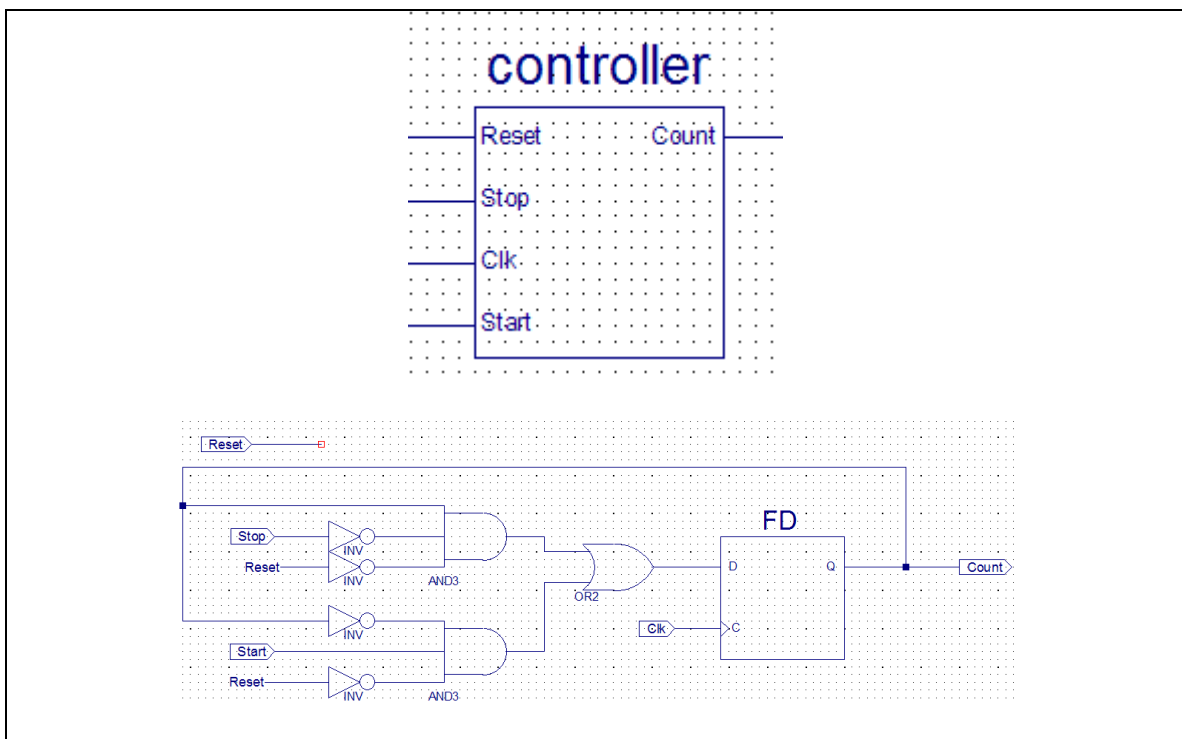 controller
Reset Count
Stop
Clk
Start
Reset
FD
Stop
INV
D Q
Reset
Count
INV
AND3
OR2
INV
Clk
C
Start
Reset
INV
AND3